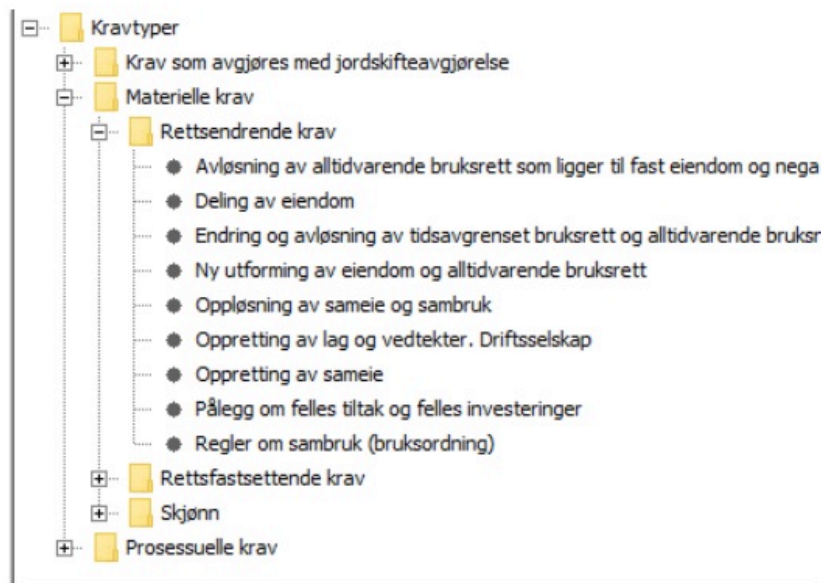 Kravtyper
Krav som avgjøres med jordskifteavgjørelse
Materielle krav
Rettsendrende krav
Avløsning av alltidvarende bruksrett som ligger til fast eiendom og nega
Deling av eiendom
Endring og avløsning av tidsavgrenset bruksrett og alltidvarende bruksr
Ny utforming av eiendom og alltidvarende bruksrett
Oppløsning av sameie og sambruk
Oppretting av lag og vedtekter. Driftsselskap
Oppretting av sameie
Pålegg om felles tiltak og felles investeringer
Regler om sambruk (bruksordning)
Rettsfastsettende krav
Skjønn
Prosessuelle krav